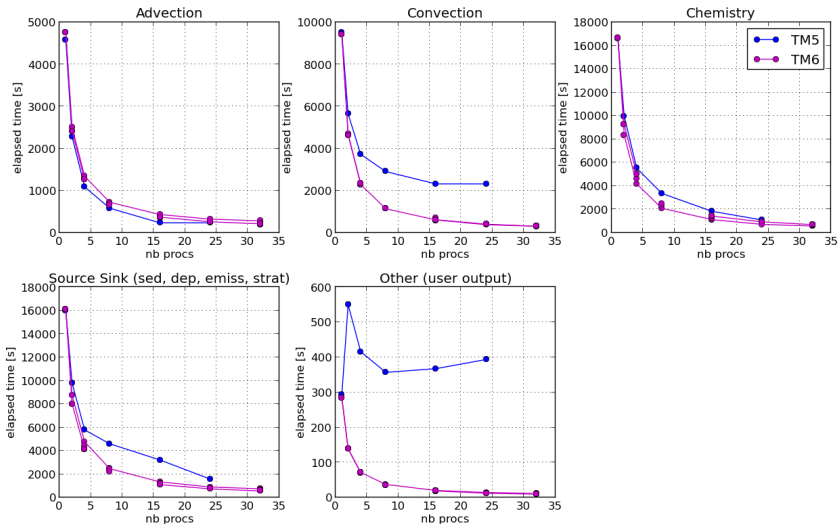 Advection
5000
4000
3000
2000
1000
0
elapsed time [s]
0 5 10 15 20 25 30 35
nb procs
Convection
10000
8000
6000
4000
2000
0
elapsed time [s]
0 5 10 15 20 25 30 35
nb procs
Chemistry
18000
16000
14000
12000
10000
8000
6000
4000
2000
0
elapsed time [s]
0 5 10 15 20 25 30 35
nb procs
TM5
TM6
Source Sink (sed, dep, emiss, strat)
18000
16000
14000
12000
10000
8000
6000
4000
2000
0
elapsed time [s]
0 5 10 15 20 25 30 35
nb procs
Other (user output)
600
500
400
300
200
100
0
elapsed time [s]
0 5 10 15 20 25 30 35
nb procs